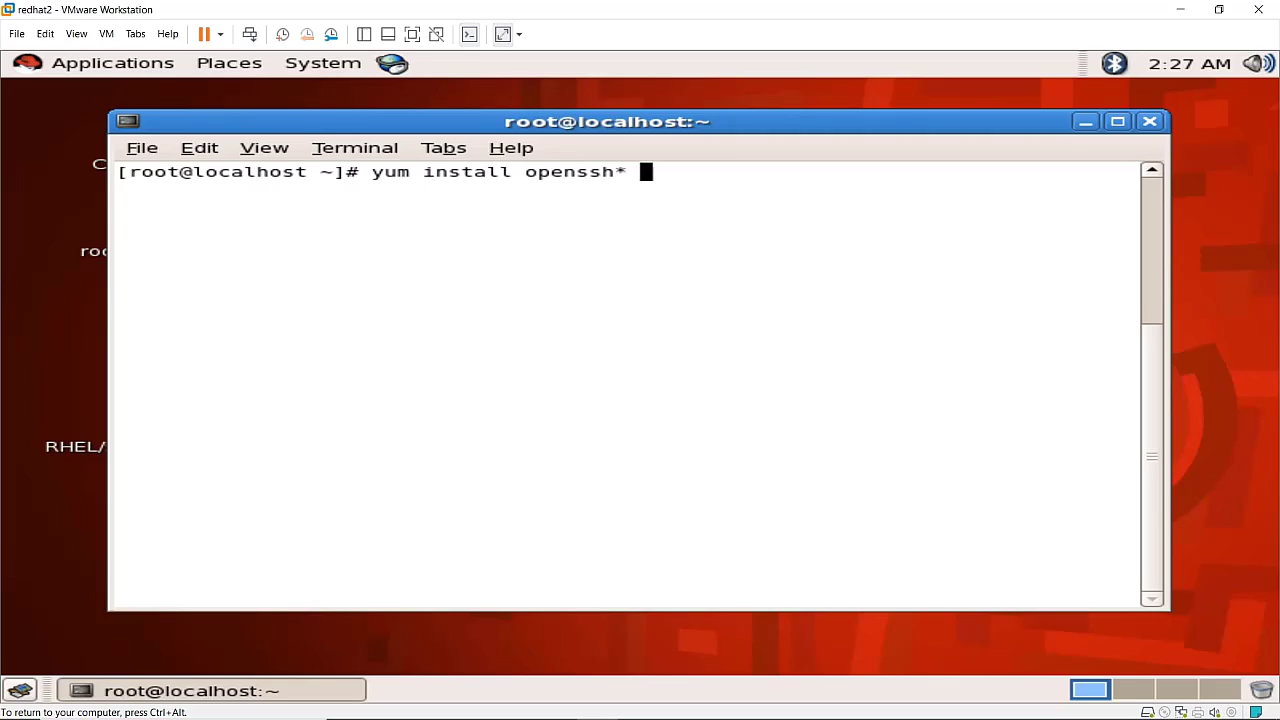 redhat2 - VMware Workstation
File Edit View VM Tabs Help
Applications Places System 2:27 AM
root@localhost:~
File Edit View Terminal Tabs Help
[root@localhost ~]# yum install openssh*
C
roo
RHEL/
root@localhost:~
To return to your computer, press Ctrl+Alt.